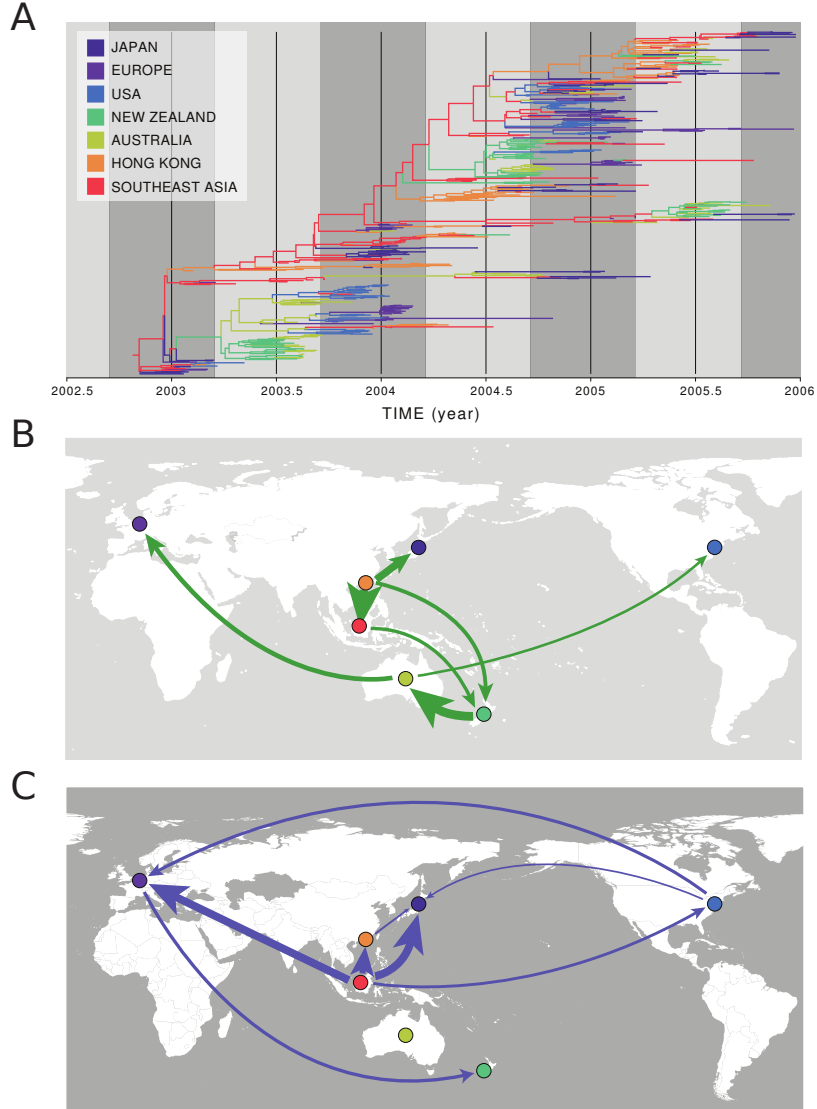 A
JAPAN
EUROPE
USA
NEW ZEALAND
AUSTRALIA
HONG KONG
SOUTHEAST ASIA
2002.5 2003 2003.5 2004 2004.5 2005 2005.5 2006
TIME (year)
B
C